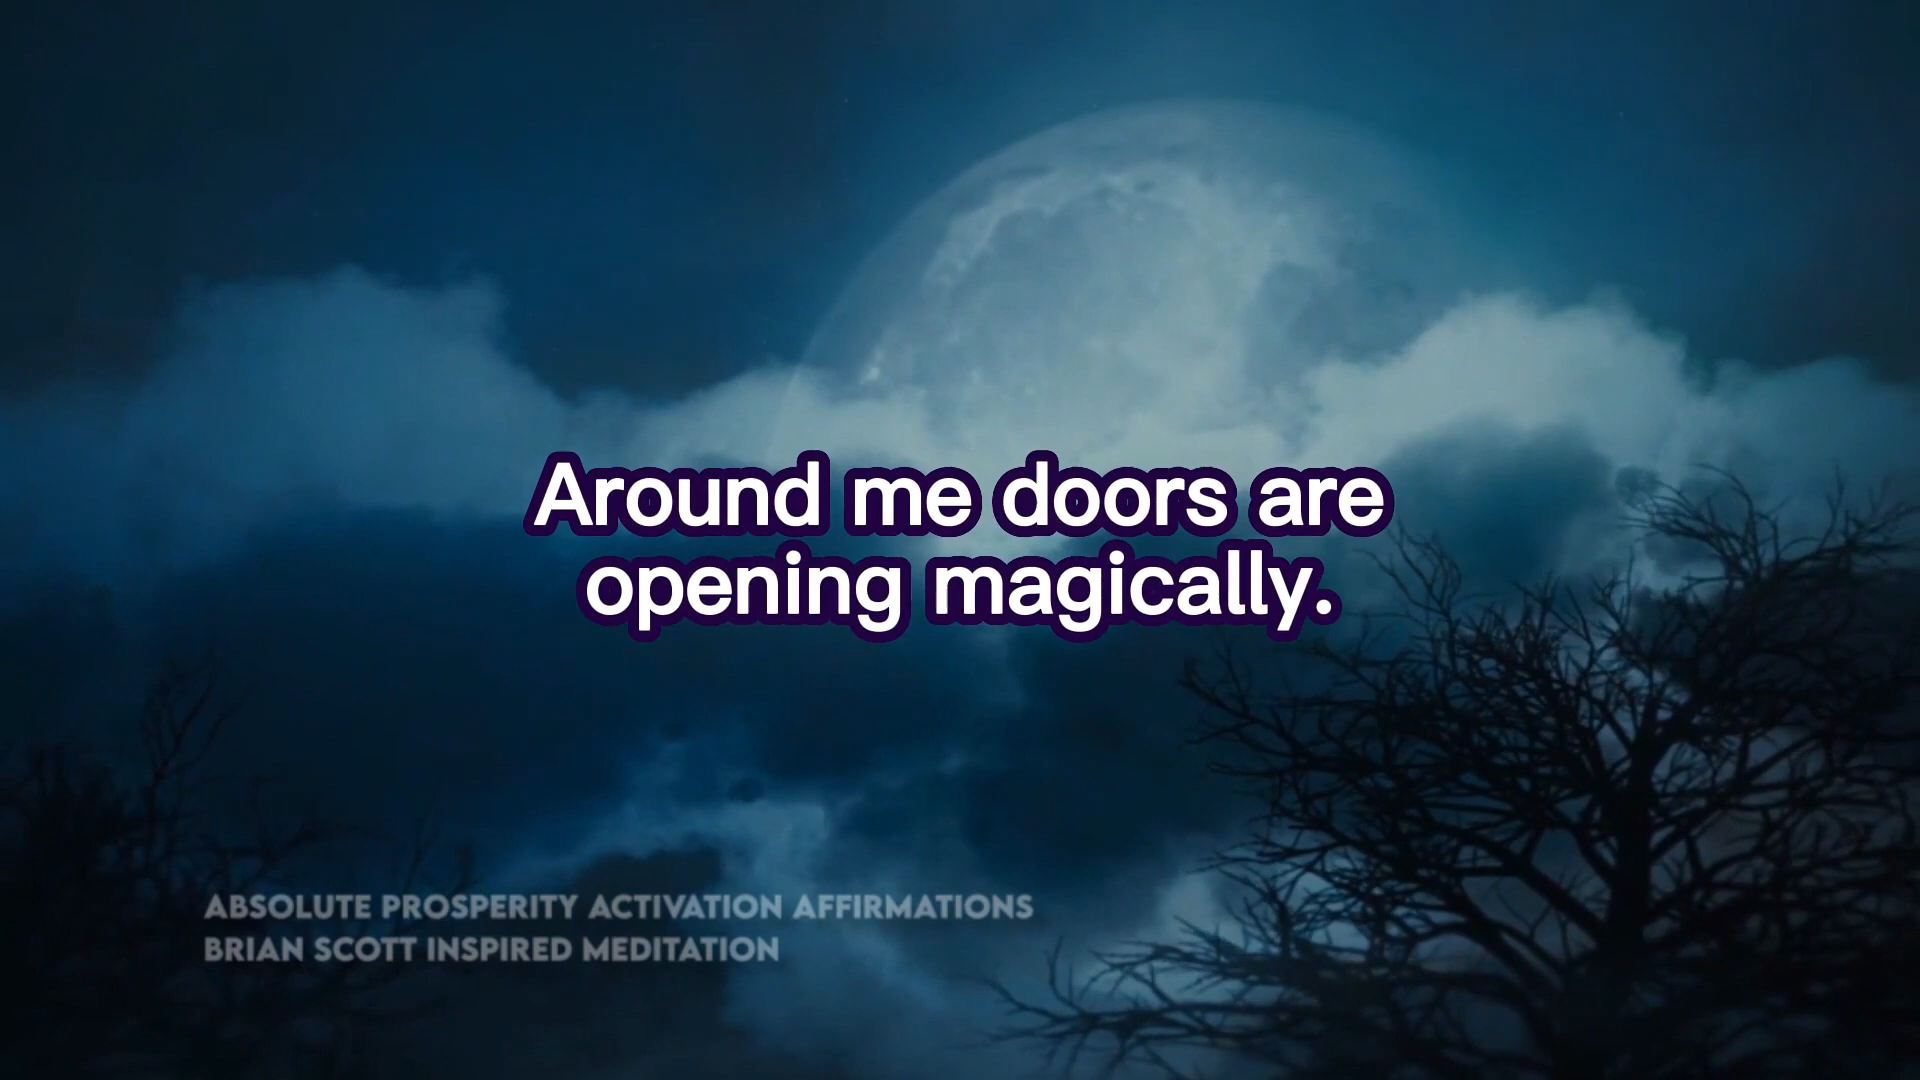 Around me doors are
opening magically.
ABSOLUTE PROSPERITY ACTIVATION AFFIRMATIONS
BRIAN SCOTT INSPIRED MEDITATION